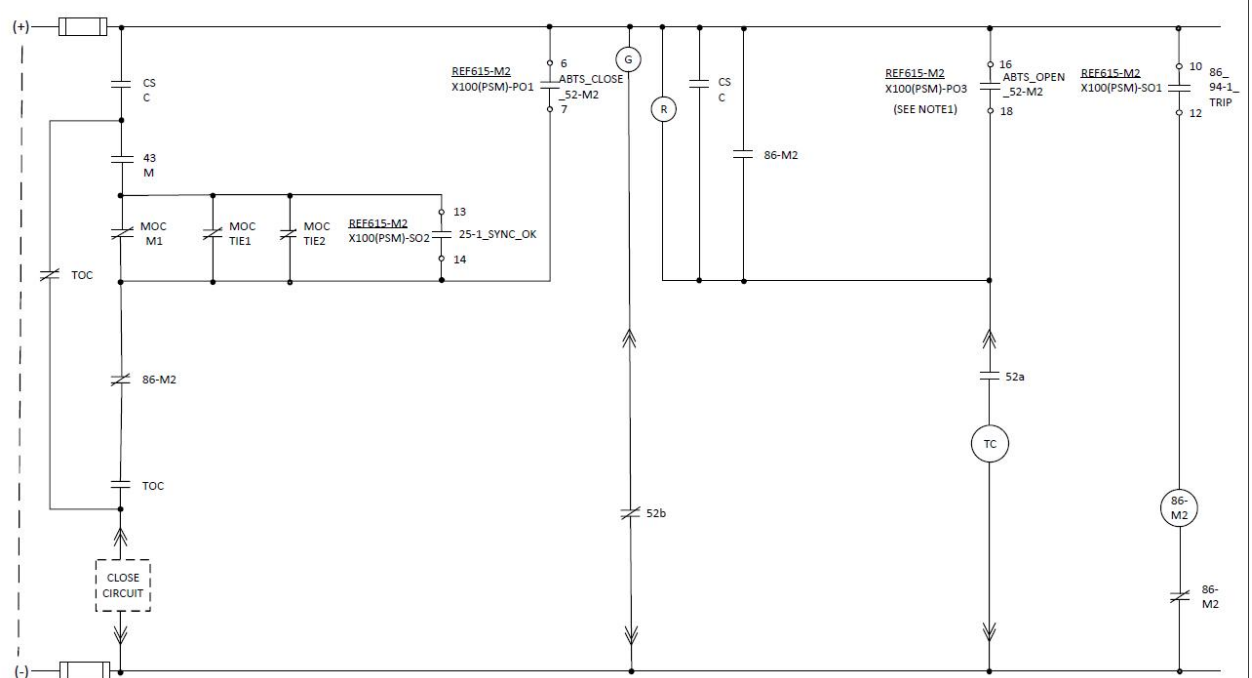 (+)
CS
C
43
M
MOC
M1
MOC
TIE1
MOC
TIE2
REF615-M2
X100(PSM)-SO2
13
25-1_SYNC_OK
14
TOC
86-M2
TOC
CLOSE
CIRCUIT
(-)
REF615-M2
X100(PSM)-PO1
6
ABTS_CLOSE
_52-M2
7
G
52b
R
CS
C
86-M2
REF615-M2
X100(PSM)-PO3
(SEE NOTE1)
16
ABTS_OPEN
_52-M2
18
52a
TC
REF615-M2
X100(PSM)-SO1
10
86_
94-1_
TRIP
12
86-
M2
86-
M2